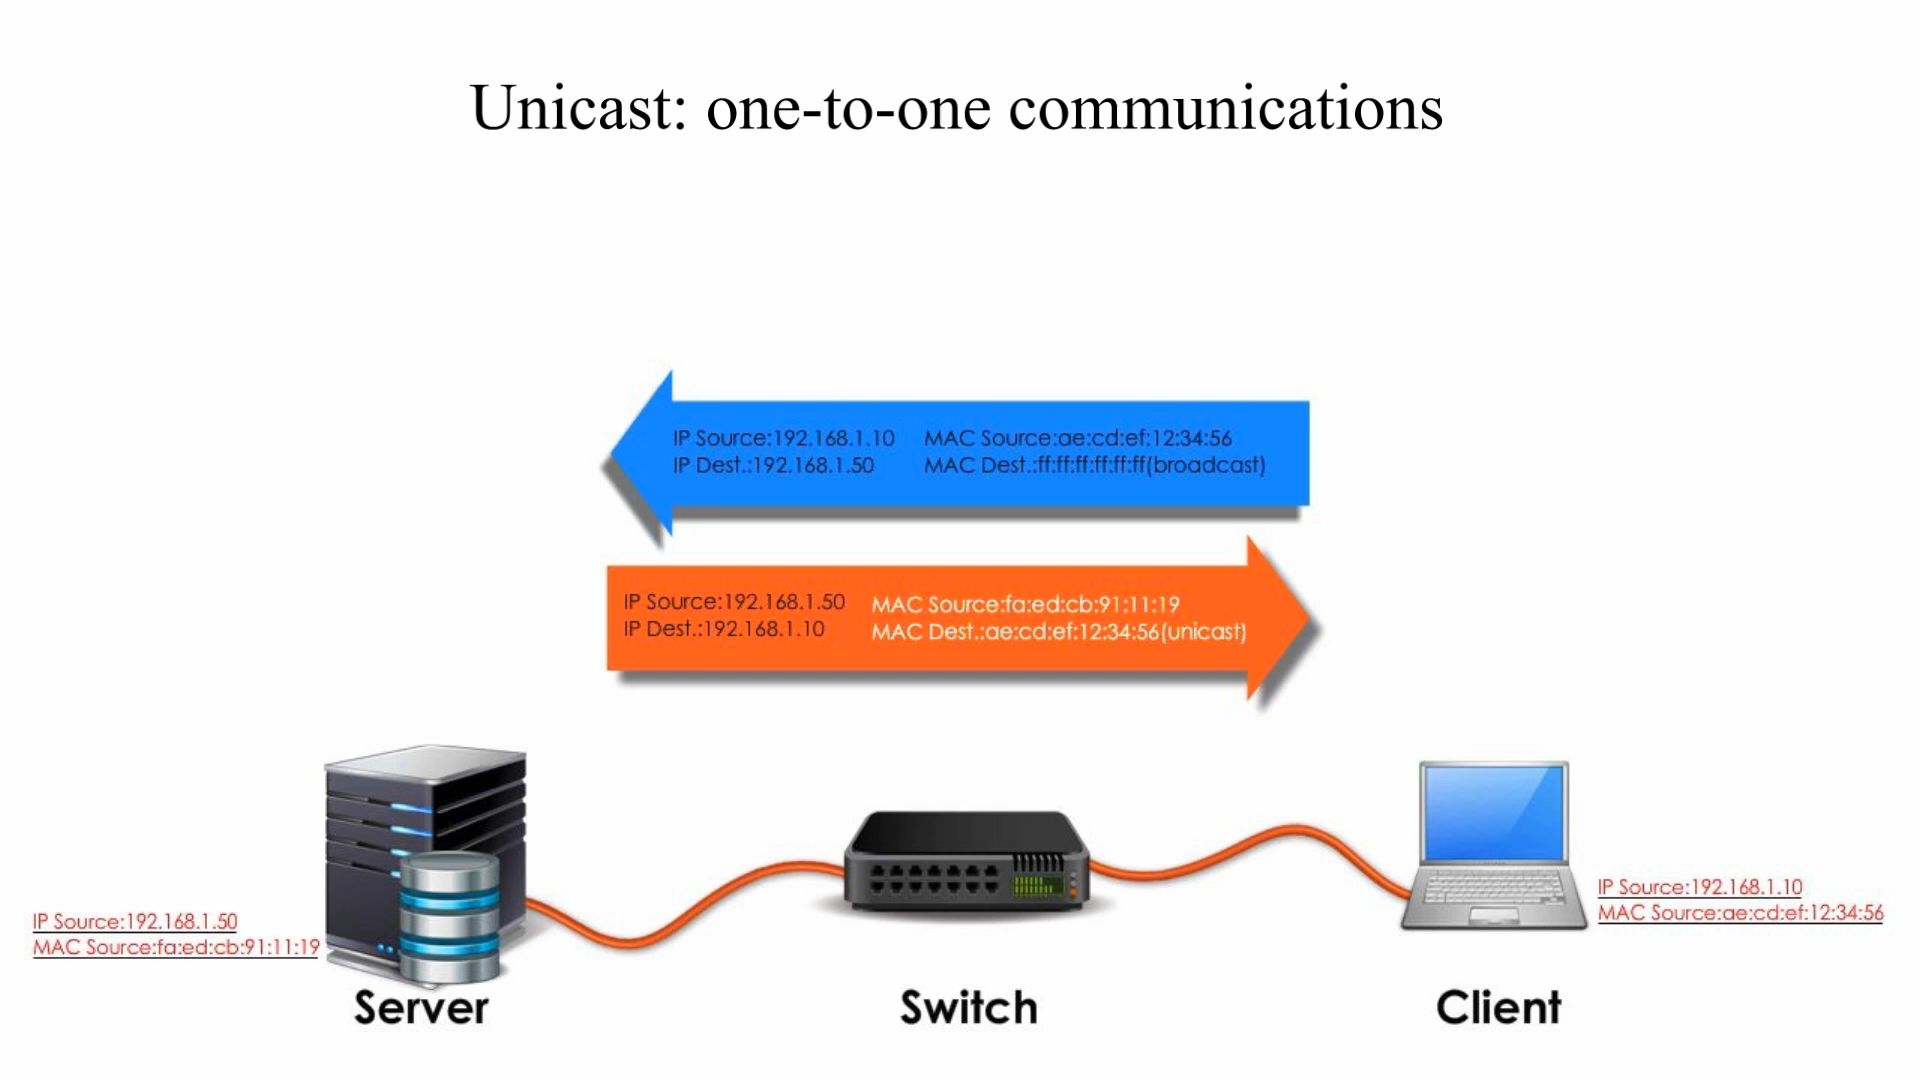 Unicast: one-to-one communications
IP Source:192.168.1.10 MAC Source:ae:cd:ef:12:34:56
IP Dest.:192.168.1.50 MAC Dest.:ff:ff:ff:ff:ff:ff(broadcast)
IP Source:192.168.1.50 MAC Source:fa:ed:cb:91:11:19
IP Dest.:192.168.1.10 MAC Dest.:ae:cd:ef:12:34:56(unicast)
IP Source:192.168.1.50
MAC Source:fa:ed:cb:91:11:19
IP Source:192.168.1.10
MAC Source:ae:cd:ef:12:34:56
Server
Switch
Client